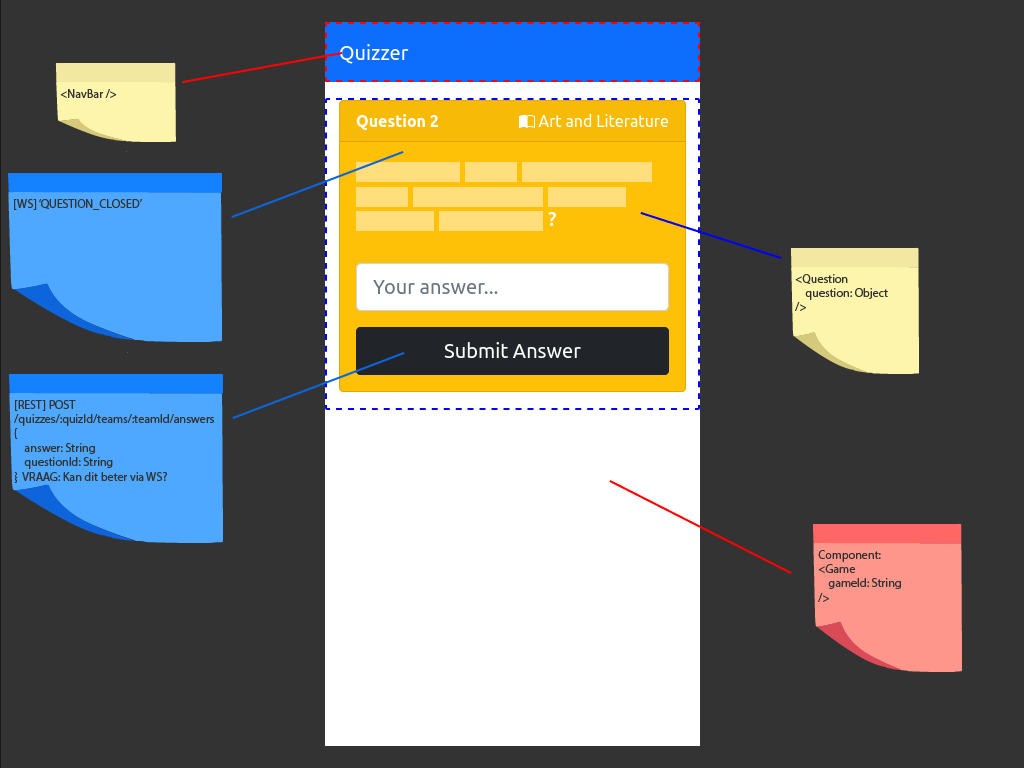 Quizzer
<NavBar />
Question 2
Art and Literature
[WS] ‘QUESTION_CLOSED’
?
<Question
question: Object
/>
Your answer...
Submit Answer
[REST] POST
/quizzes/:quizId/teams/:teamId/answers
{
answer: String
questionId: String
} VRAAG: Kan dit beter via WS?
Component:
<Game
gameId: String
/>